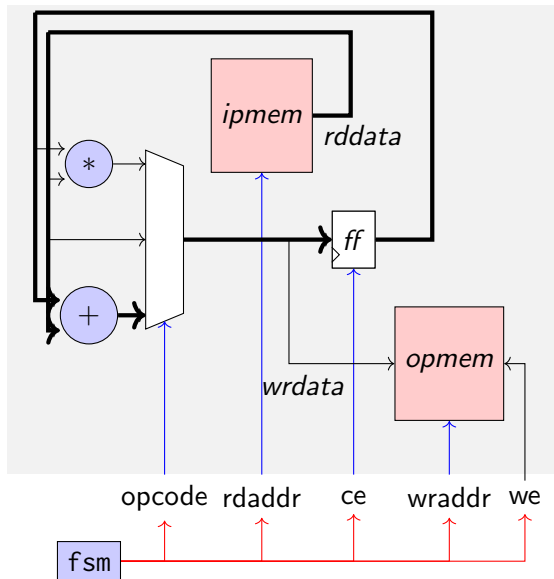 ipmem
rddata
*
ff
+
opmem
wrdata
opcode rdaddr ce wraddr we
fsm